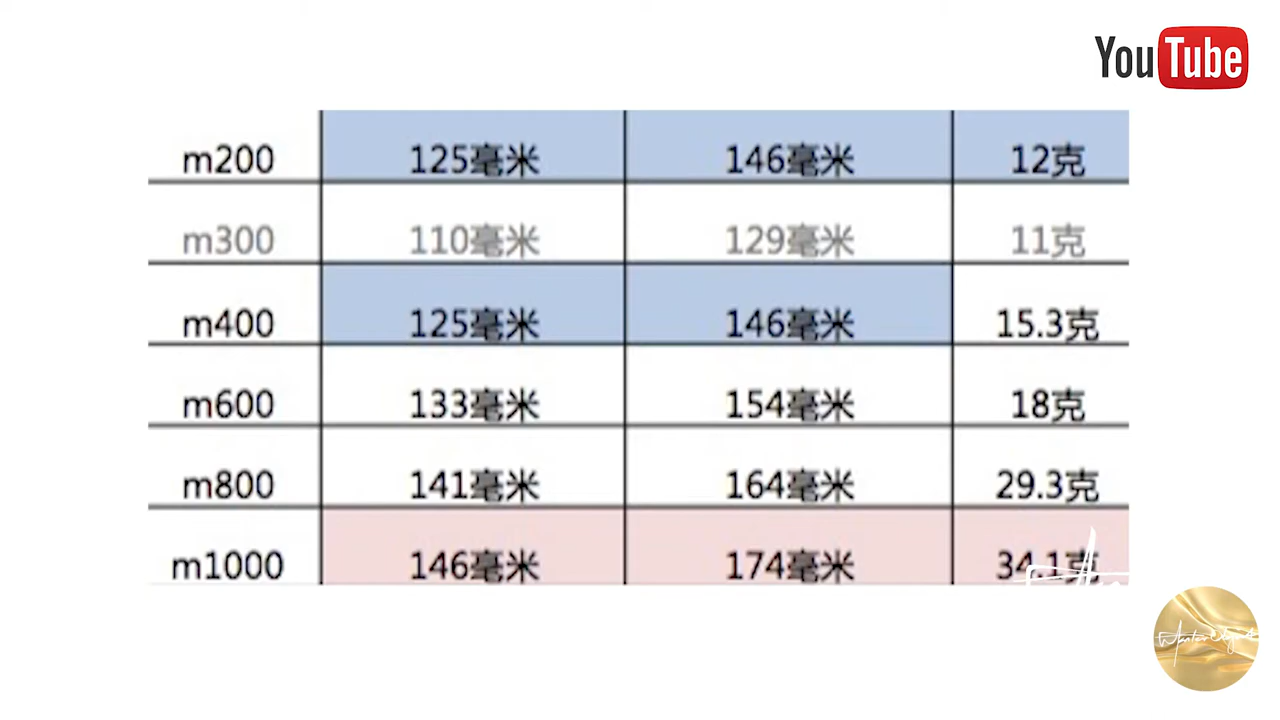 YouTube
m200 125毫米 146毫米 12克
m300 110毫米 129毫米 11克
m400 125毫米 146毫米 15.3克
m600 133毫米 154毫米 18克
m800 141毫米 164毫米 29.3克
m1000 146毫米 174毫米 34.1克